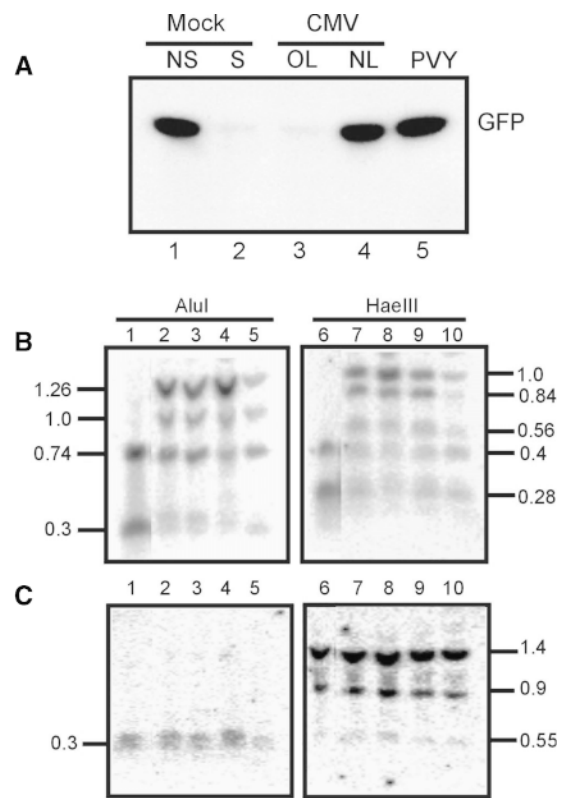 Mock CMV
A NS S OL NL PVY
GFP
1 2 3 4 5
AluI HaeIII
B 1 2 3 4 5 6 7 8 9 10
1.26
1.0
0.74
0.3
1.0
0.84
0.56
0.4
0.28
C 1 2 3 4 5 6 7 8 9 10
0.3
1.4
0.9
0.55